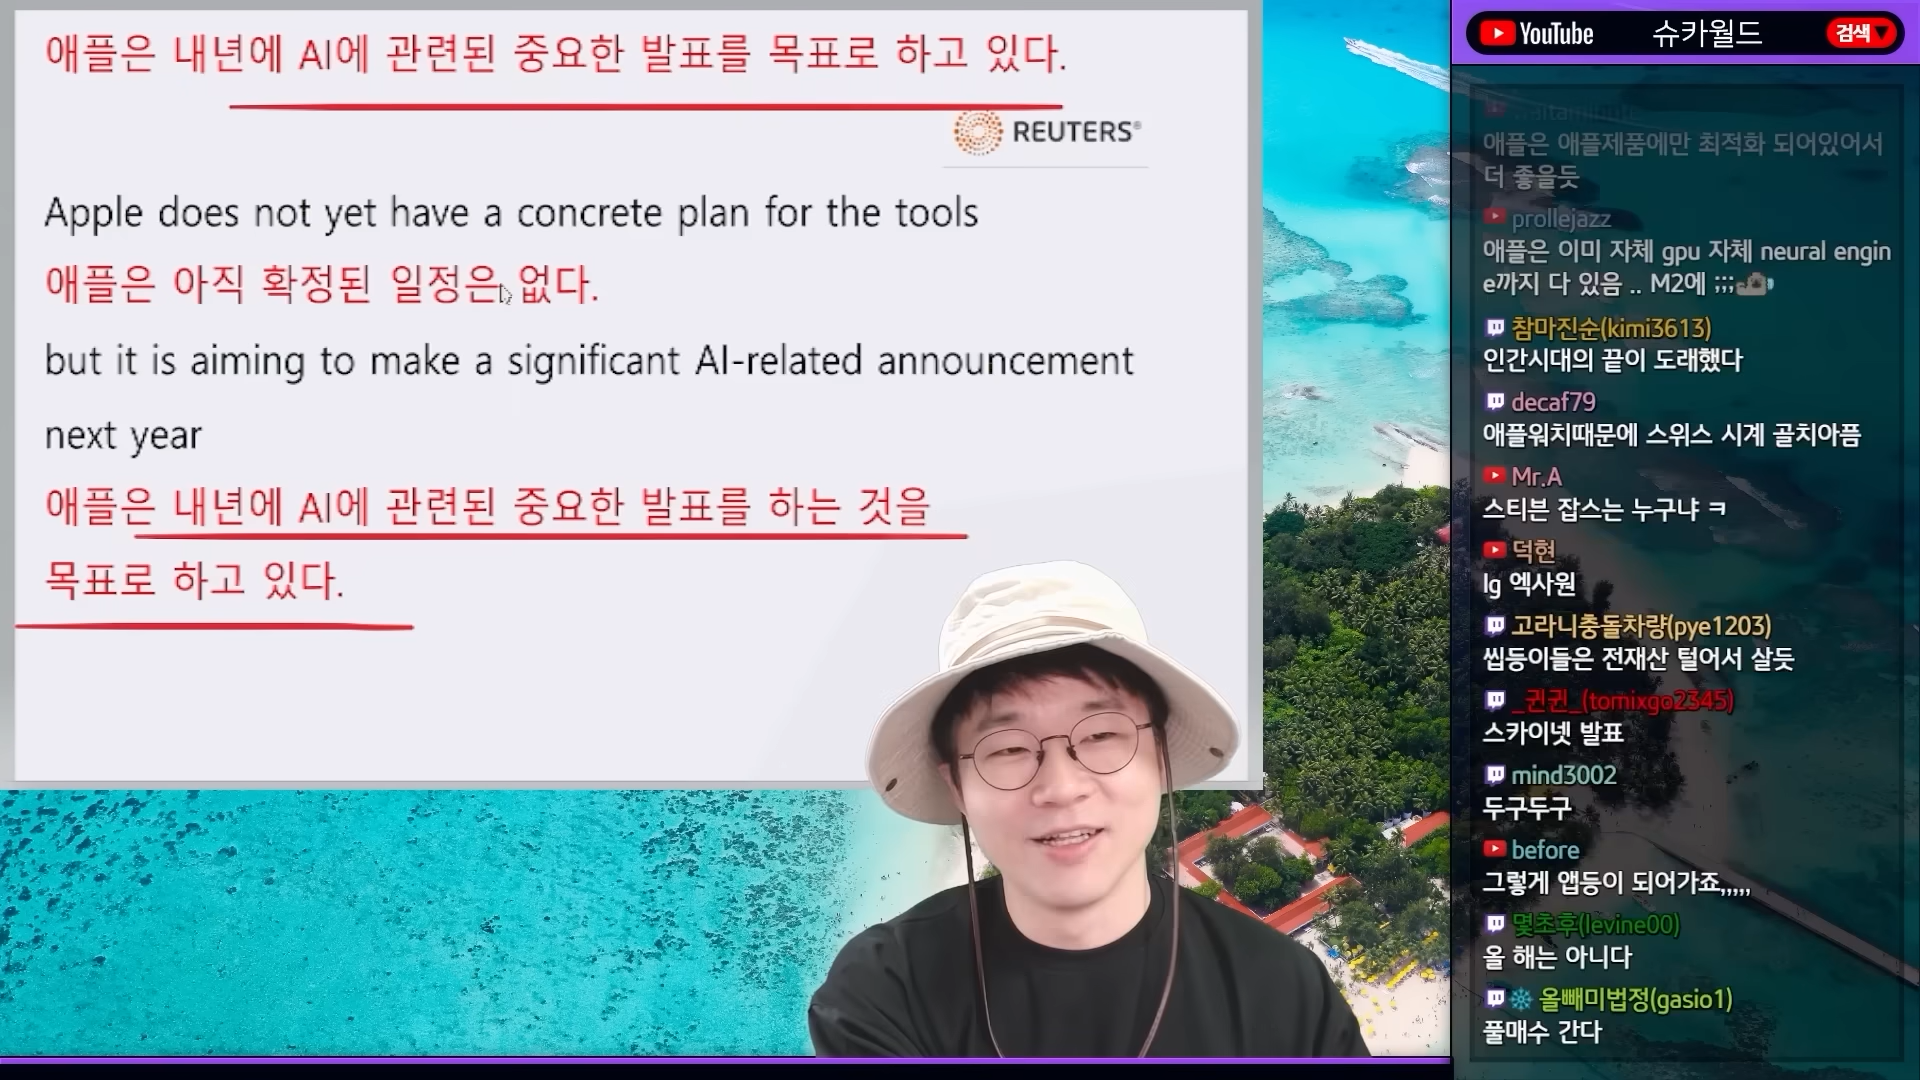 애플은 내년에 AI에 관련된 중요한 발표를 목표로 하고 있다.
REUTERS®
Apple does not yet have a concrete plan for the tools
애플은 아직 확정된 일정은 없다.
but it is aiming to make a significant AI-related announcement
next year
애플은 내년에 AI에 관련된 중요한 발표를 하는 것을
목표로 하고 있다.
YouTube 슈카월드 검색
애플은 애플제품에만 최적화 되어있어서
더 좋을듯
prollejazz
애플은 이미 자체 gpu 자체 neural engin
e까지 다 있음 .. M2에 ;;;
참마진순(kimi3613)
인간시대의 끝이 도래했다
decaf79
애플워치때문에 스위스 시계 골치아픔
Mr.A
스티븐 잡스는 누구냐 ㅋ
덕현
lg 엑사원
고라니충돌차량(pye1203)
씹등이들은 전재산 털어서 살듯
_귄귄_(tomixgo2345)
스카이넷 발표
mind3002
두구두구
before
그렇게 앱등이 되어가죠,,,,,
몇초후(levine00)
올 해는 아니다
올빼미법정(gasio1)
풀매수 간다